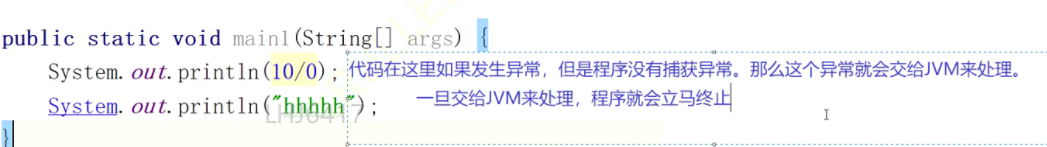 public static void main1(String[] args) {
System.out.println(10/0); 代码在这里如果发生异常，但是程序没有捕获异常。那么这个异常就会交给JVM来处理。
System.out.println("hhhhh"); 一旦交给JVM来处理，程序就会立马终止
}